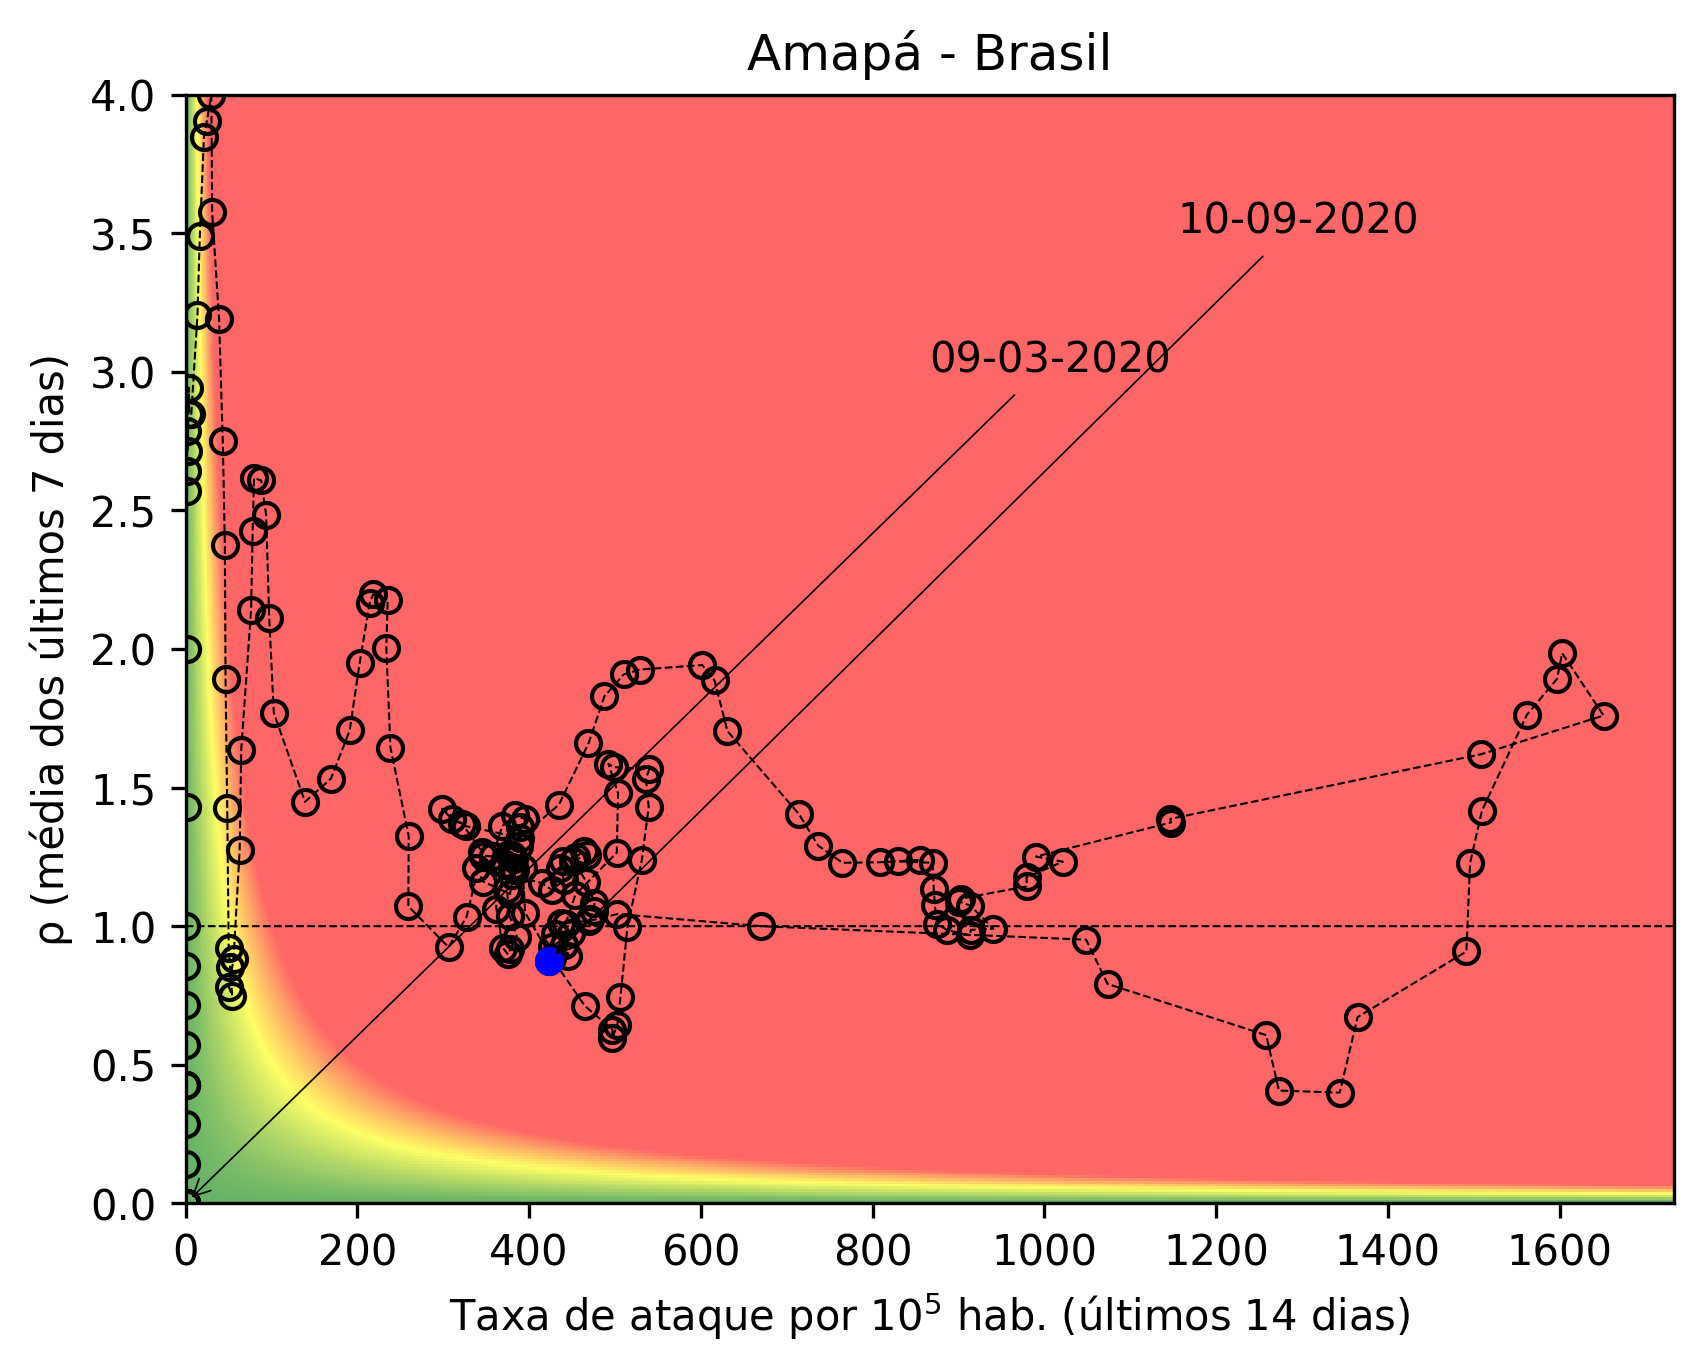 Amapá - Brasil
4.0
3.5
3.0
2.5
2.0
1.5
1.0
0.5
0.0
ρ (média dos últimos 7 dias)
10-09-2020
09-03-2020
0 200 400 600 800 1000 1200 1400 1600
Taxa de ataque por 10⁵ hab. (últimos 14 dias)